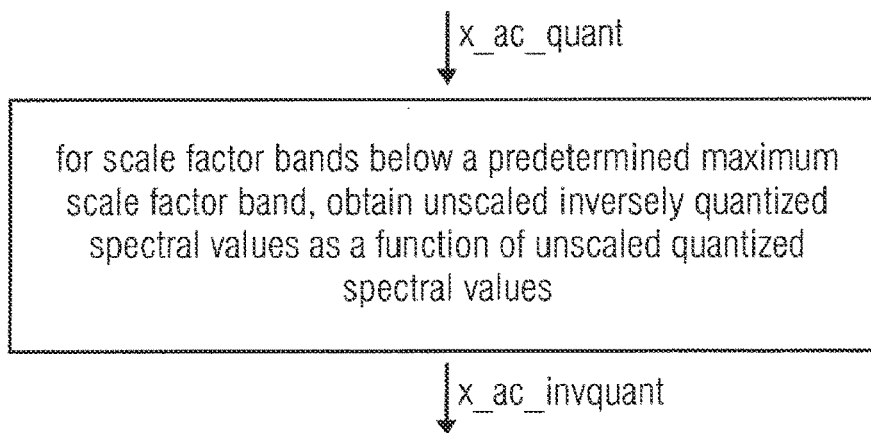 x_ac_quant
for scale factor bands below a predetermined maximum
scale factor band, obtain unscaled inversely quantized
spectral values as a function of unscaled quantized
spectral values
x_ac_invquant